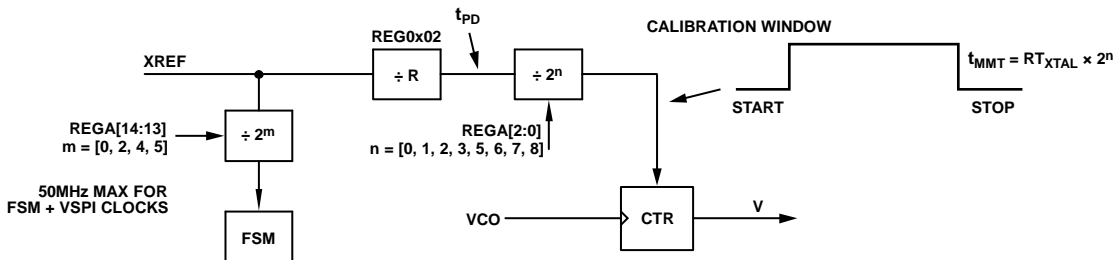 XREF
REG0x02
÷ R
tPD
÷ 2n
CALIBRATION WINDOW
tMMT = RTXTAL × 2n
START
STOP
REGA[14:13]
m = [0, 2, 4, 5]
÷ 2m
REGA[2:0]
n = [0, 1, 2, 3, 5, 6, 7, 8]
50MHz MAX FOR
FSM + VSPI CLOCKS
FSM
VCO
CTR
V